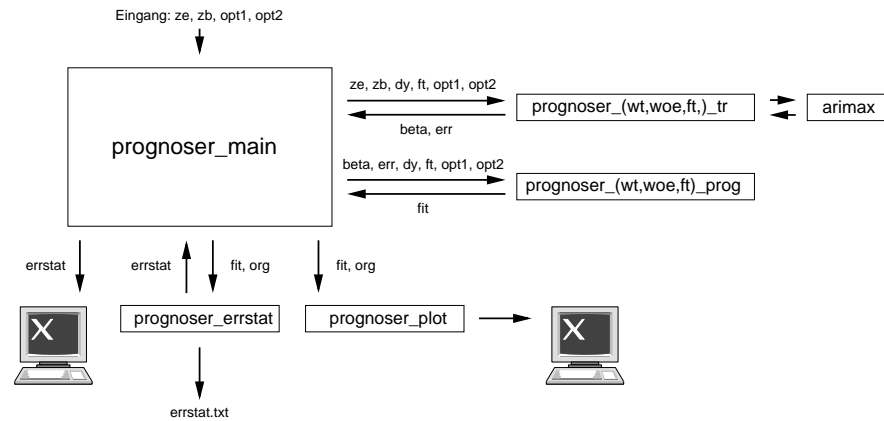 Eingang: ze, zb, opt1, opt2
ze, zb, dy, ft, opt1, opt2
prognoser_(wt,woe,ft,)_tr
arimax
beta, err
prognoser_main
beta, err, dy, ft, opt1, opt2
prognoser_(wt,woe,ft)_prog
fit
errstat
errstat
fit, org
fit, org
X
prognoser_errstat
prognoser_plot
X
errstat.txt